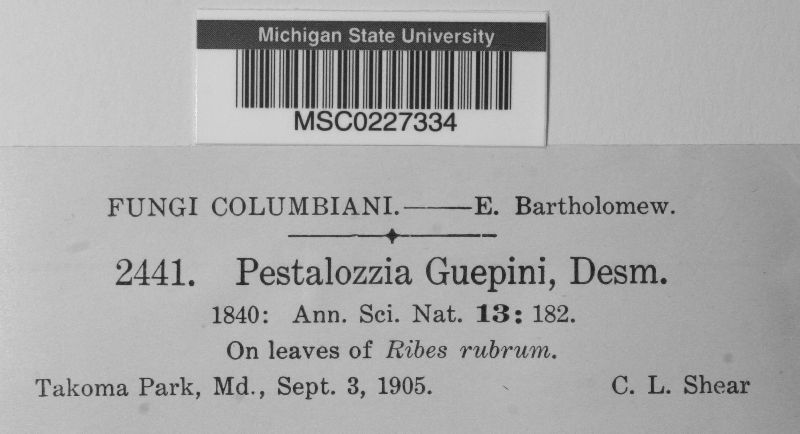 Michigan State University
MSC0227334
FUNGI COLUMBIANI.——E. Bartholomew.
2441. Pestalozzia Guepini, Desm.
1840: Ann. Sci. Nat. 13: 182.
On leaves of Ribes rubrum.
Takoma Park, Md., Sept. 3, 1905. C. L. Shear